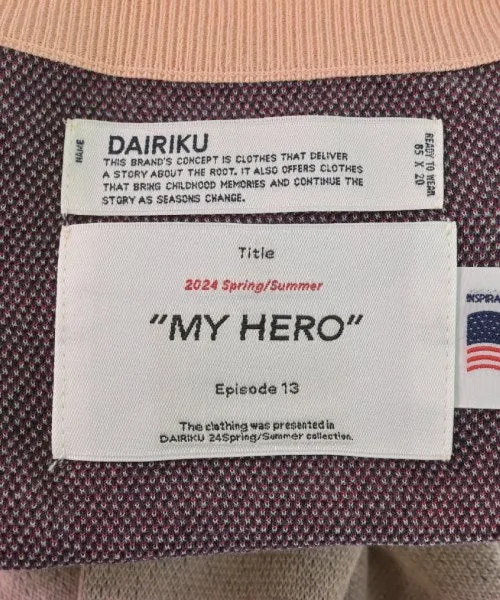 NAME
DAIRIKU
THIS BRAND'S CONCEPT IS CLOTHES THAT DELIVER
A STORY ABOUT THE ROOT. IT ALSO OFFERS CLOTHES
THAT BRING CHILDHOOD MEMORIES AND CONTINUE THE
STORY AS SEASONS CHANGE.
READY TO WEAR
85 X 20
Title
2024 Spring/Summer
"MY HERO"
Episode 13
The clothing was presented in
DAIRIKU 24Spring/Summer collection.
INSPIRA